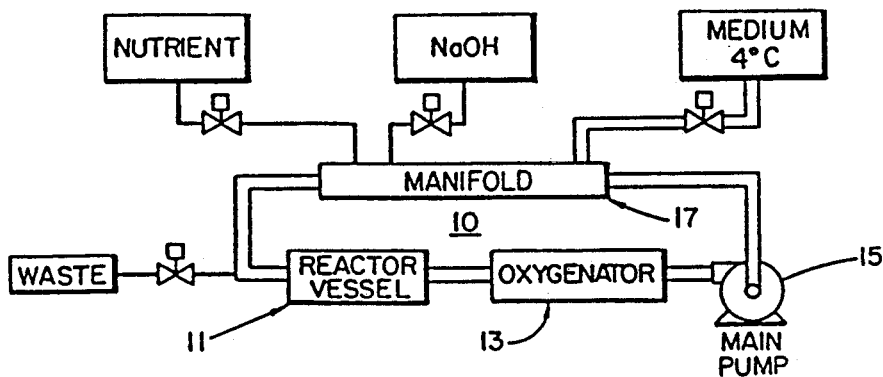 NUTRIENT
NaOH
MEDIUM
4°C
MANIFOLD
17
10
WASTE
REACTOR
VESSEL
OXYGENATOR
15
11
13
MAIN
PUMP